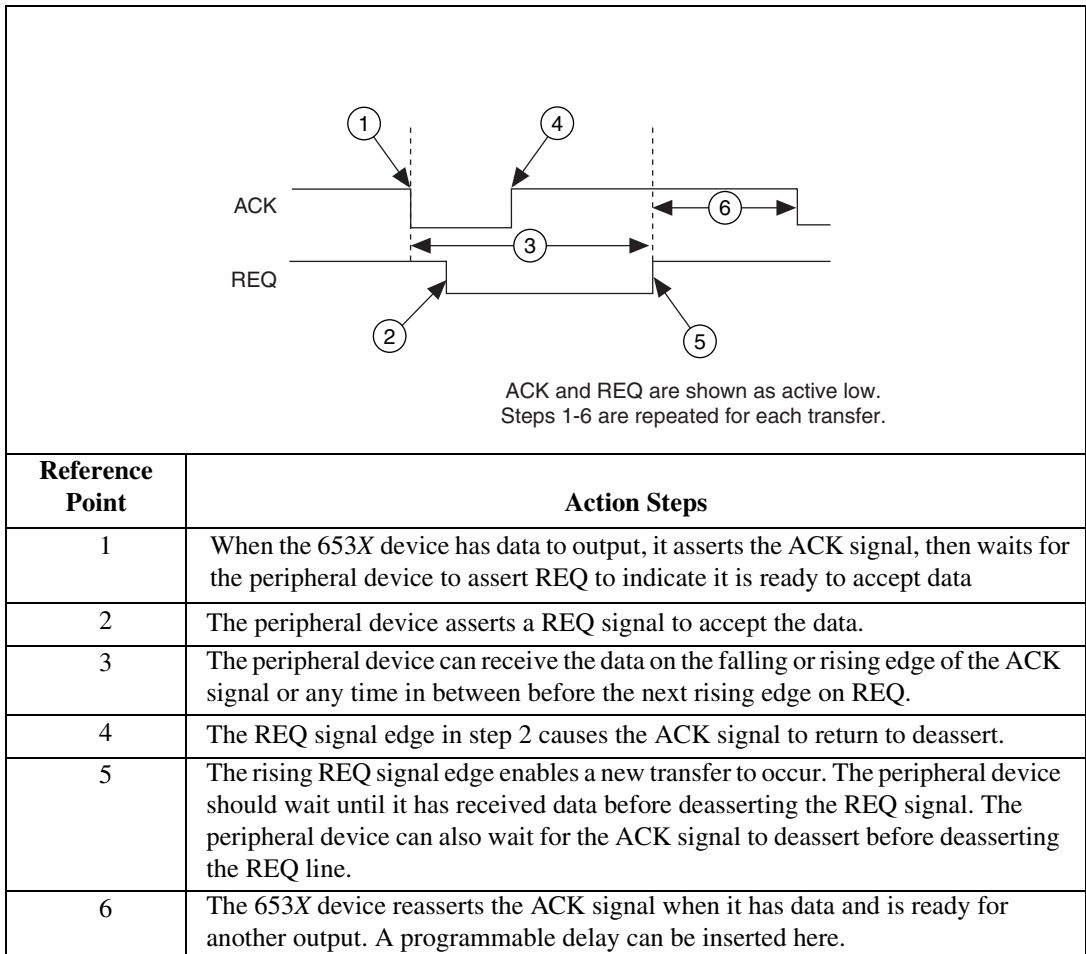 1
4
ACK
6
3
REQ
2
5
ACK and REQ are shown as active low.
Steps 1-6 are repeated for each transfer.
Reference
Point
Action Steps
1
When the 653X device has data to output, it asserts the ACK signal, then waits for
the peripheral device to assert REQ to indicate it is ready to accept data
2
The peripheral device asserts a REQ signal to accept the data.
3
The peripheral device can receive the data on the falling or rising edge of the ACK
signal or any time in between before the next rising edge on REQ.
4
The REQ signal edge in step 2 causes the ACK signal to return to deassert.
5
The rising REQ signal edge enables a new transfer to occur. The peripheral device
should wait until it has received data before deasserting the REQ signal. The
peripheral device can also wait for the ACK signal to deassert before deasserting
the REQ line.
6
The 653X device reasserts the ACK signal when it has data and is ready for
another output. A programmable delay can be inserted here.